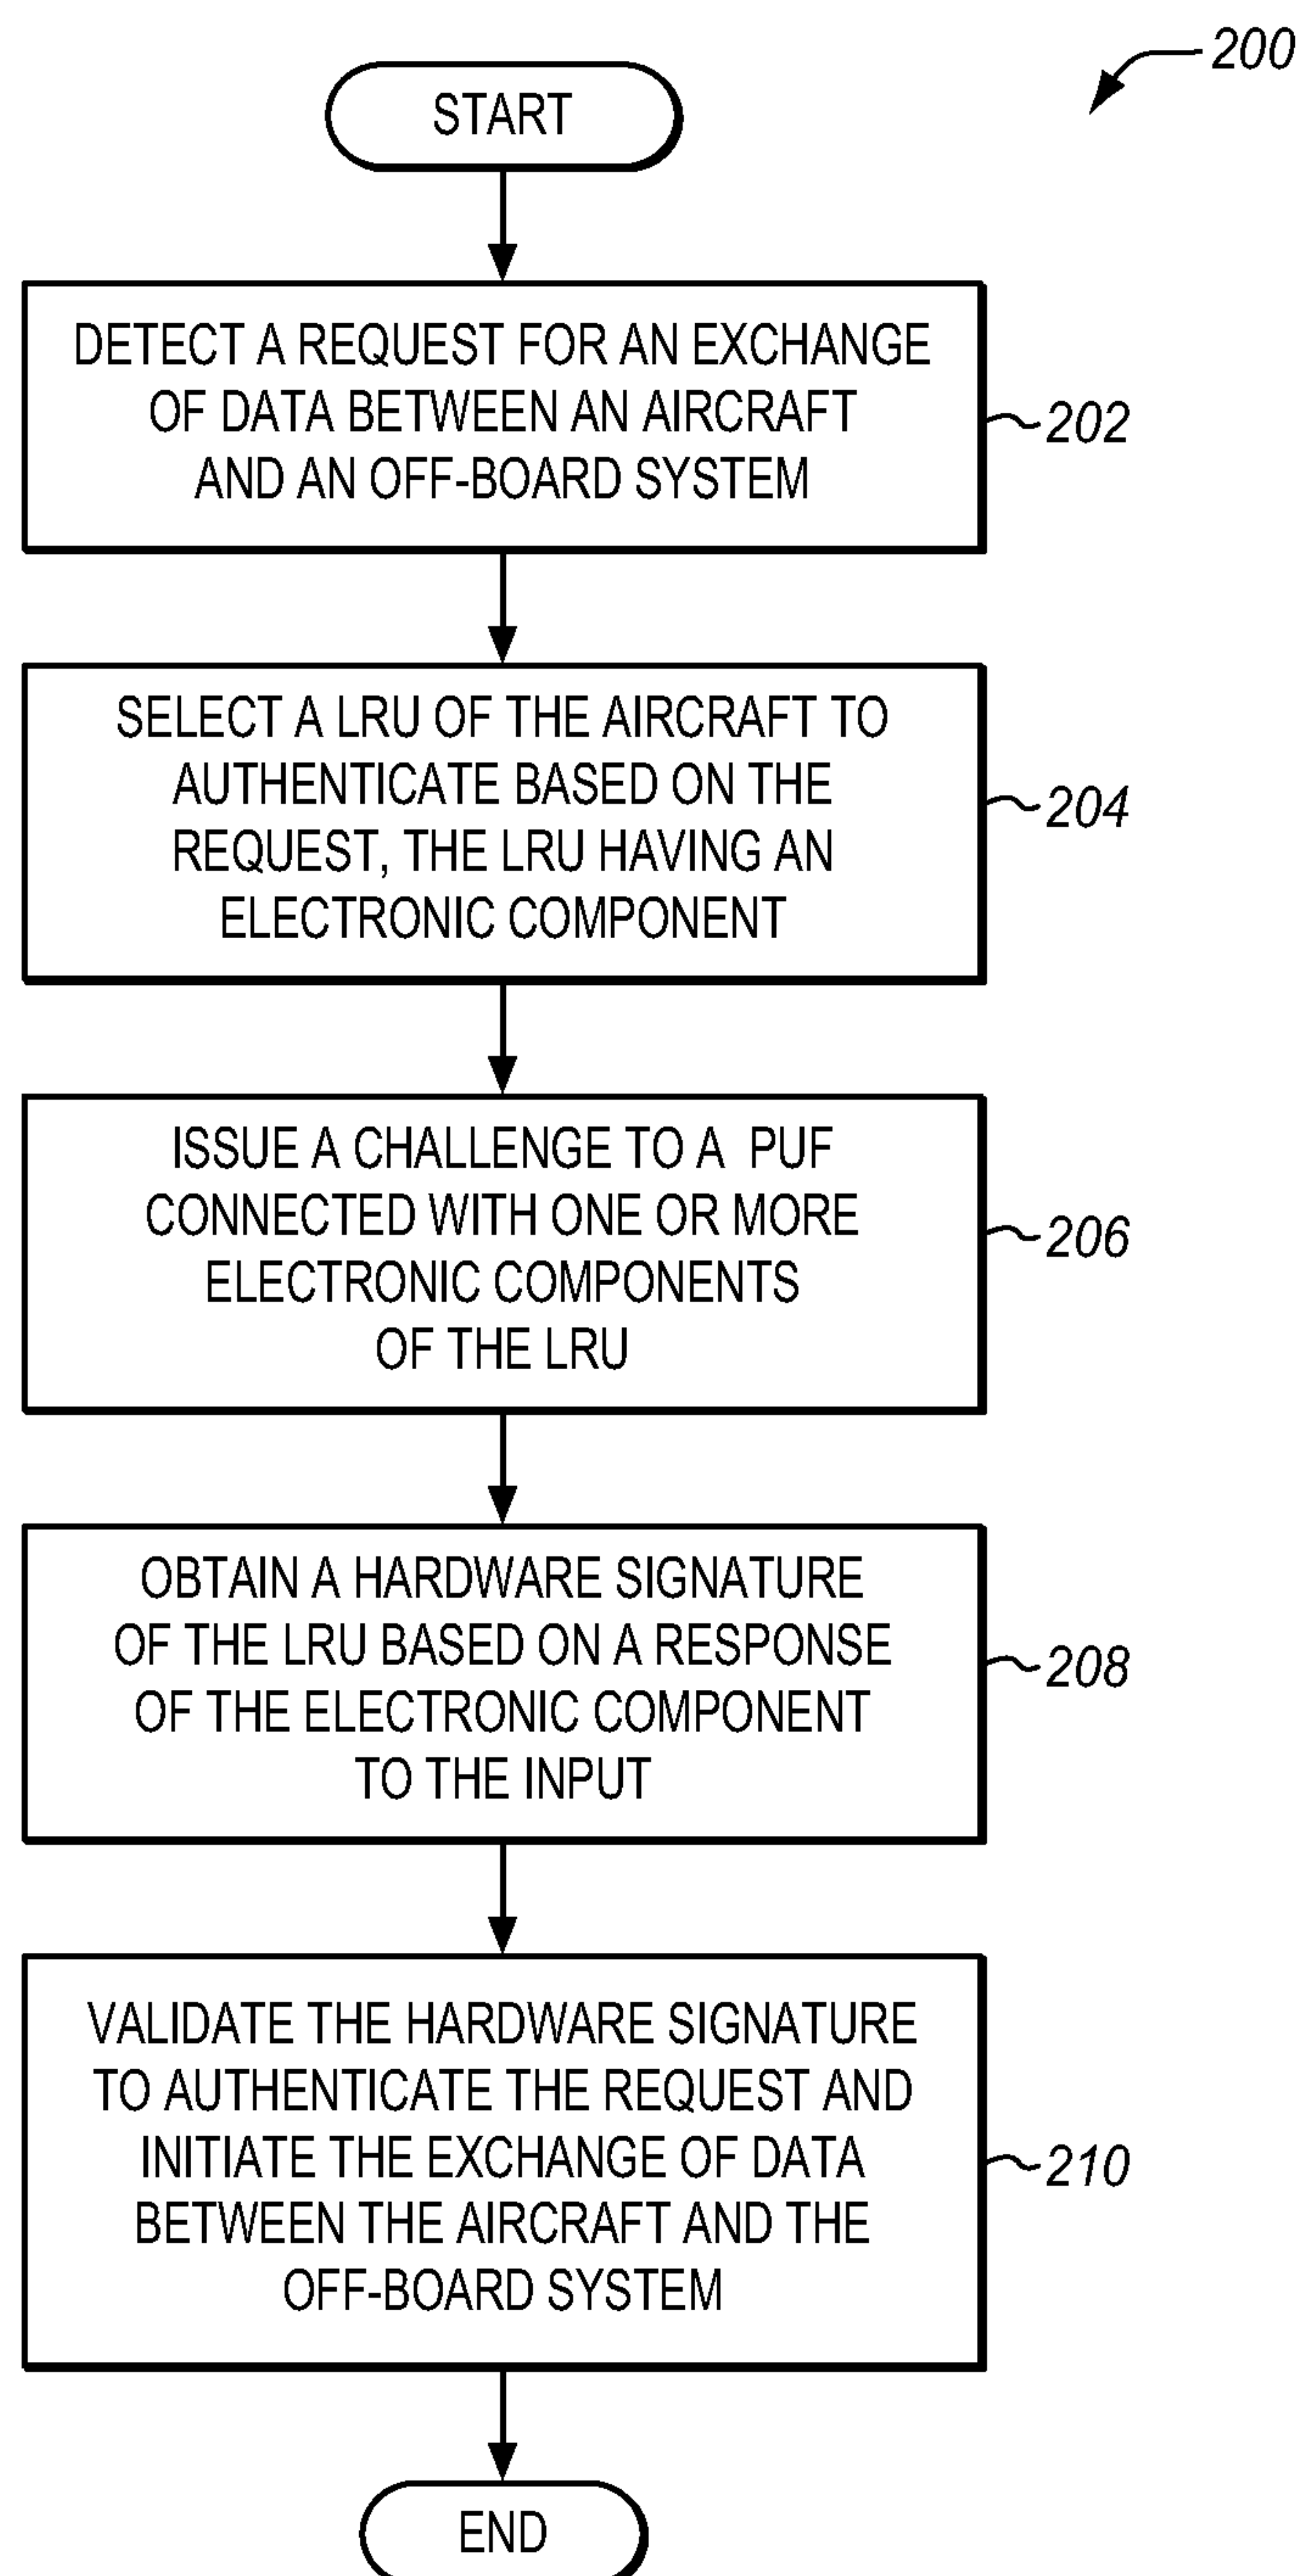 200
START
DETECT A REQUEST FOR AN EXCHANGE
OF DATA BETWEEN AN AIRCRAFT
AND AN OFF-BOARD SYSTEM
202
SELECT A LRU OF THE AIRCRAFT TO
AUTHENTICATE BASED ON THE
REQUEST, THE LRU HAVING AN
ELECTRONIC COMPONENT
204
ISSUE A CHALLENGE TO A PUF
CONNECTED WITH ONE OR MORE
ELECTRONIC COMPONENTS
OF THE LRU
206
OBTAIN A HARDWARE SIGNATURE
OF THE LRU BASED ON A RESPONSE
OF THE ELECTRONIC COMPONENT
TO THE INPUT
208
VALIDATE THE HARDWARE SIGNATURE
TO AUTHENTICATE THE REQUEST AND
INITIATE THE EXCHANGE OF DATA
BETWEEN THE AIRCRAFT AND THE
OFF-BOARD SYSTEM
210
END